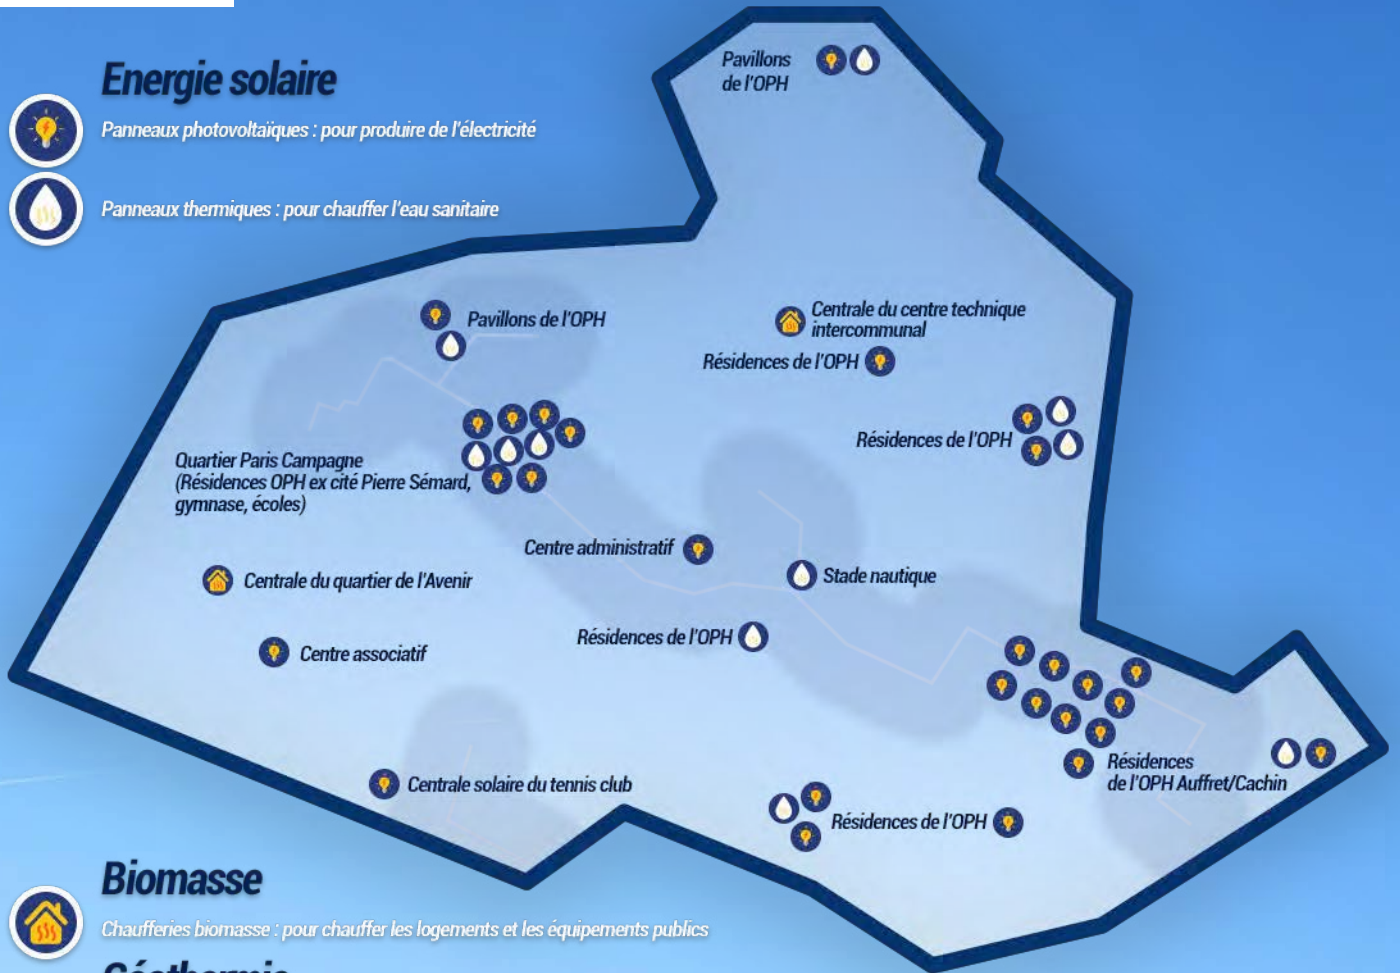 Energie solaire
Panneaux photovoltaïques : pour produire de l'électricité
Panneaux thermiques : pour chauffer l'eau sanitaire
Pavillons
de l'OPH
Pavillons de l'OPH
Centrale du centre technique
intercommunal
Résidences de l'OPH
Résidences de l'OPH
Quartier Paris Campagne
(Résidences OPH ex cité Pierre Sémard,
gymnase, écoles)
Centre administratif
Stade nautique
Centrale du quartier de l'Avenir
Résidences de l'OPH
Centre associatif
Résidences
de l'OPH Auffret/Cachin
Centrale solaire du tennis club
Résidences de l'OPH
Biomasse
Chaufferies biomasse : pour chauffer les logements et les équipements publics
Géothermie